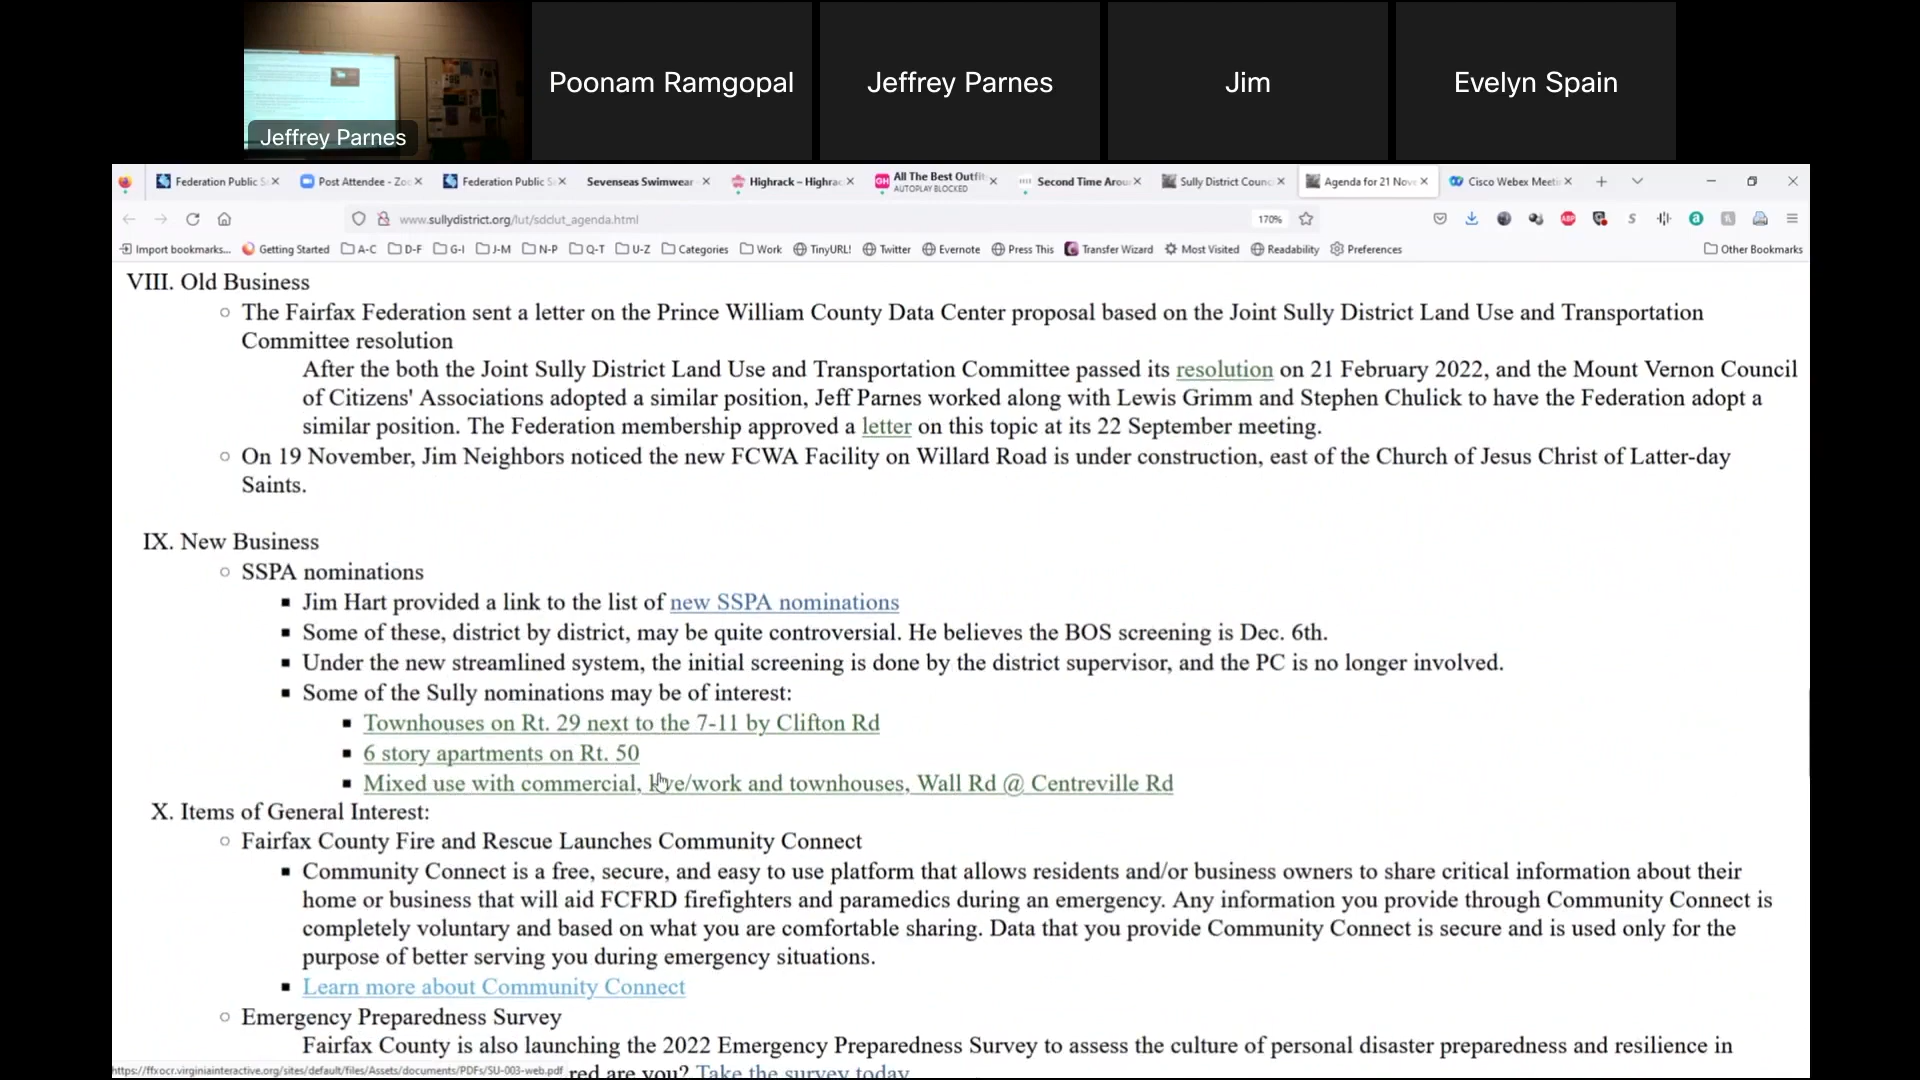 Jeffrey Parnes
Poonam Ramgopal
Jeffrey Parnes
Jim
Evelyn Spain
Federation Public S
Post Attendee - Zoo
Federation Public S
Sevenseas Swimwear
Highrack – Highrac
All The Best Outfit
AUTOPLAY BLOCKED
Second Time Arou
Sully District Counc
Agenda for 21 Nove
Cisco Webex Meeti
www.sullydistrict.org/lut/sdclut_agenda.html
170%
Import bookmarks...
Getting Started
A-C
D-F
G-I
J-M
N-P
Q-T
U-Z
Categories
Work
TinyURL!
Twitter
Evernote
Press This
Transfer Wizard
Most Visited
Readability
Preferences
Other Bookmarks
VIII. Old Business
The Fairfax Federation sent a letter on the Prince William County Data Center proposal based on the Joint Sully District Land Use and Transportation
Committee resolution
After the both the Joint Sully District Land Use and Transportation Committee passed its resolution on 21 February 2022, and the Mount Vernon Council
of Citizens' Associations adopted a similar position, Jeff Parnes worked along with Lewis Grimm and Stephen Chulick to have the Federation adopt a
similar position. The Federation membership approved a letter on this topic at its 22 September meeting.
On 19 November, Jim Neighbors noticed the new FCWA Facility on Willard Road is under construction, east of the Church of Jesus Christ of Latter-day
Saints.
IX. New Business
SSPA nominations
Jim Hart provided a link to the list of new SSPA nominations
Some of these, district by district, may be quite controversial. He believes the BOS screening is Dec. 6th.
Under the new streamlined system, the initial screening is done by the district supervisor, and the PC is no longer involved.
Some of the Sully nominations may be of interest:
Townhouses on Rt. 29 next to the 7-11 by Clifton Rd
6 story apartments on Rt. 50
Mixed use with commercial, live/work and townhouses, Wall Rd @ Centreville Rd
X. Items of General Interest:
Fairfax County Fire and Rescue Launches Community Connect
Community Connect is a free, secure, and easy to use platform that allows residents and/or business owners to share critical information about their
home or business that will aid FCFRD firefighters and paramedics during an emergency. Any information you provide through Community Connect is
completely voluntary and based on what you are comfortable sharing. Data that you provide Community Connect is secure and is used only for the
purpose of better serving you during emergency situations.
Learn more about Community Connect
Emergency Preparedness Survey
Fairfax County is also launching the 2022 Emergency Preparedness Survey to assess the culture of personal disaster preparedness and resilience in
red are you? Take the survey today
https://ffxocr.virginiainteractive.org/sites/default/files/Assets/documents/PDFs/SU-003-web.pdf